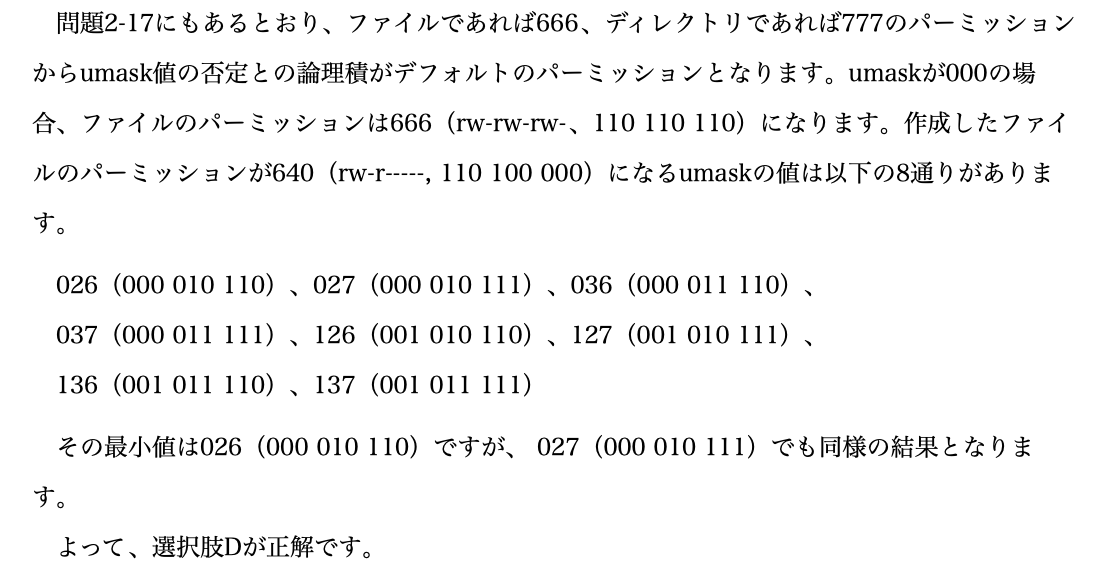 問題2-17にもあるとおり、ファイルであれば666、ディレクトリであれば777のパーミッション
からumask値の否定との論理積がデフォルトのパーミッションとなります。umaskが000の場
合、ファイルのパーミッションは666（rw-rw-rw-、110 110 110）になります。作成したファイ
ルのパーミッションが640（rw-r-----, 110 100 000）になるumaskの値は以下の8通りがありま
す。
026（000 010 110）、027（000 010 111）、036（000 011 110）、
037（000 011 111）、126（001 010 110）、127（001 010 111）、
136（001 011 110）、137（001 011 111）
その最小値は026（000 010 110）ですが、 027（000 010 111）でも同様の結果となりま
す。
よって、選択肢Dが正解です。